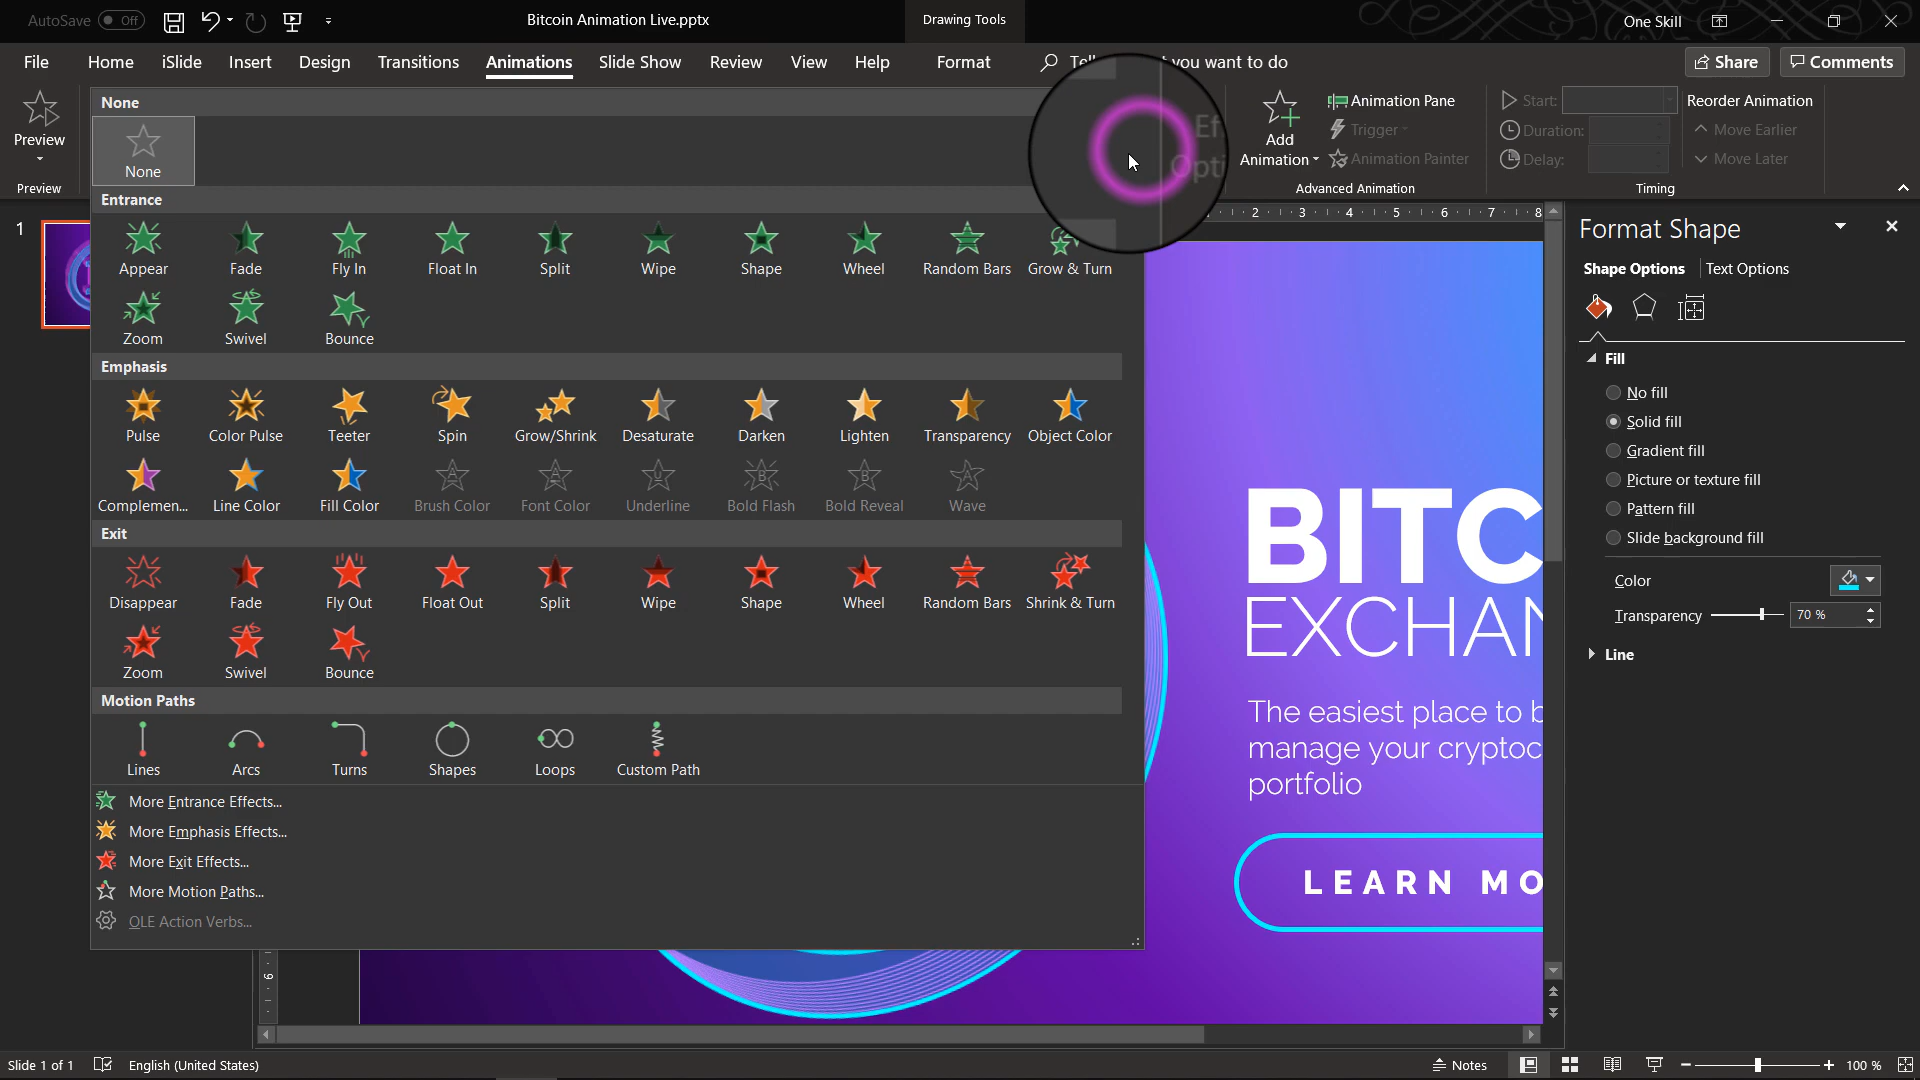 AutoSave Off
Bitcoin Animation Live.pptx
Drawing Tools
One Skill
File Home iSlide Insert Design Transitions Animations Slide Show Review View Help Format you want to do
Share Comments
Preview
Preview
None
None
Entrance
Appear Fade Fly In Float In Split Wipe Shape Wheel Random Bars Grow & Turn
Zoom Swivel Bounce
Emphasis
Pulse Color Pulse Teeter Spin Grow/Shrink Desaturate Darken Lighten Transparency Object Color
Complemen... Line Color Fill Color Brush Color Font Color Underline Bold Flash Bold Reveal Wave
Exit
Disappear Fade Fly Out Float Out Split Wipe Shape Wheel Random Bars Shrink & Turn
Zoom Swivel Bounce
Motion Paths
Lines Arcs Turns Shapes Loops Custom Path
More Entrance Effects...
More Emphasis Effects...
More Exit Effects...
More Motion Paths...
OLE Action Verbs...
Add
Animation
Animation Pane
Trigger
Animation Painter
Advanced Animation
Start:
Duration:
Delay:
Reorder Animation
Move Earlier
Move Later
Timing
1
2 3 4 5 6 7 8
6
BITC
EXCHAN
The easiest place to b
manage your cryptoc
portfolio
LEARN MO
Format Shape
Shape Options Text Options
Fill
No fill
Solid fill
Gradient fill
Picture or texture fill
Pattern fill
Slide background fill
Color
Transparency 70 %
Line
Slide 1 of 1 English (United States)
Notes 100 %